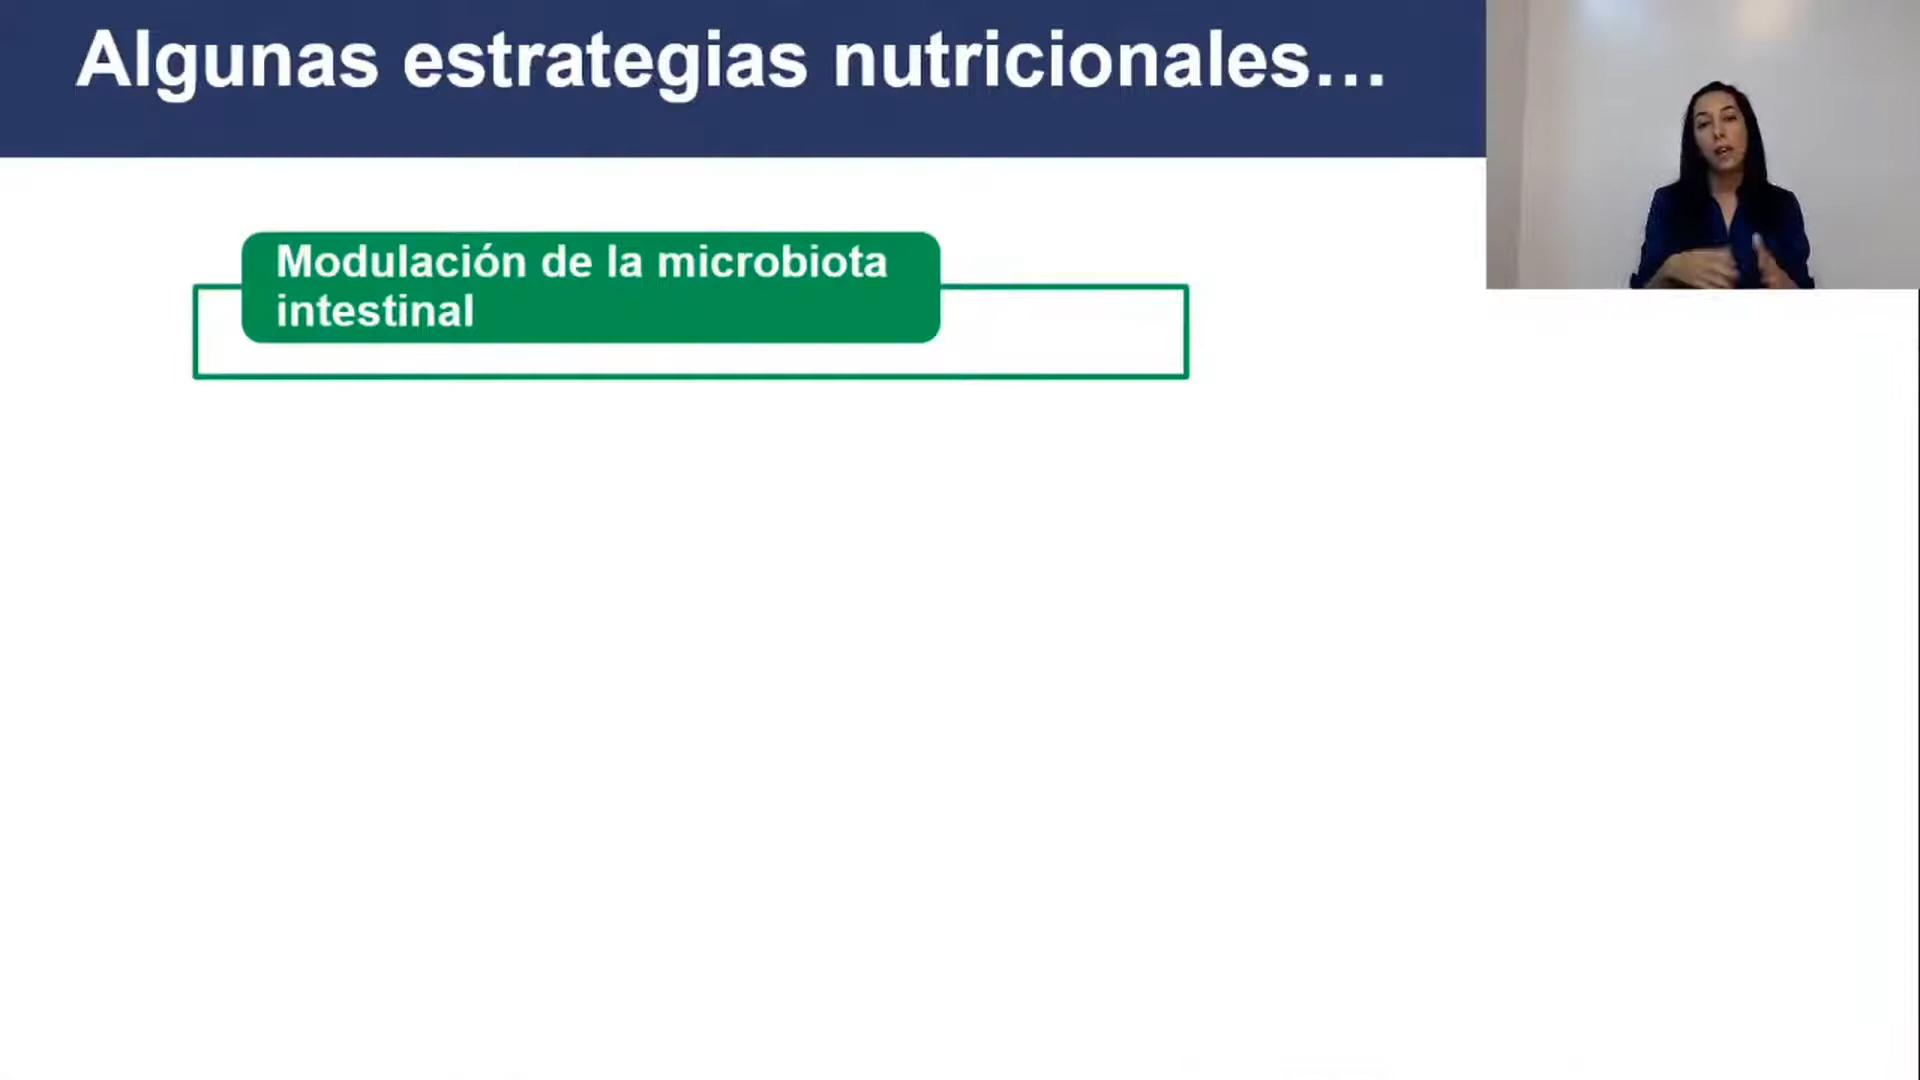 Algunas estrategias nutricionales…
Modulación de la microbiota
intestinal